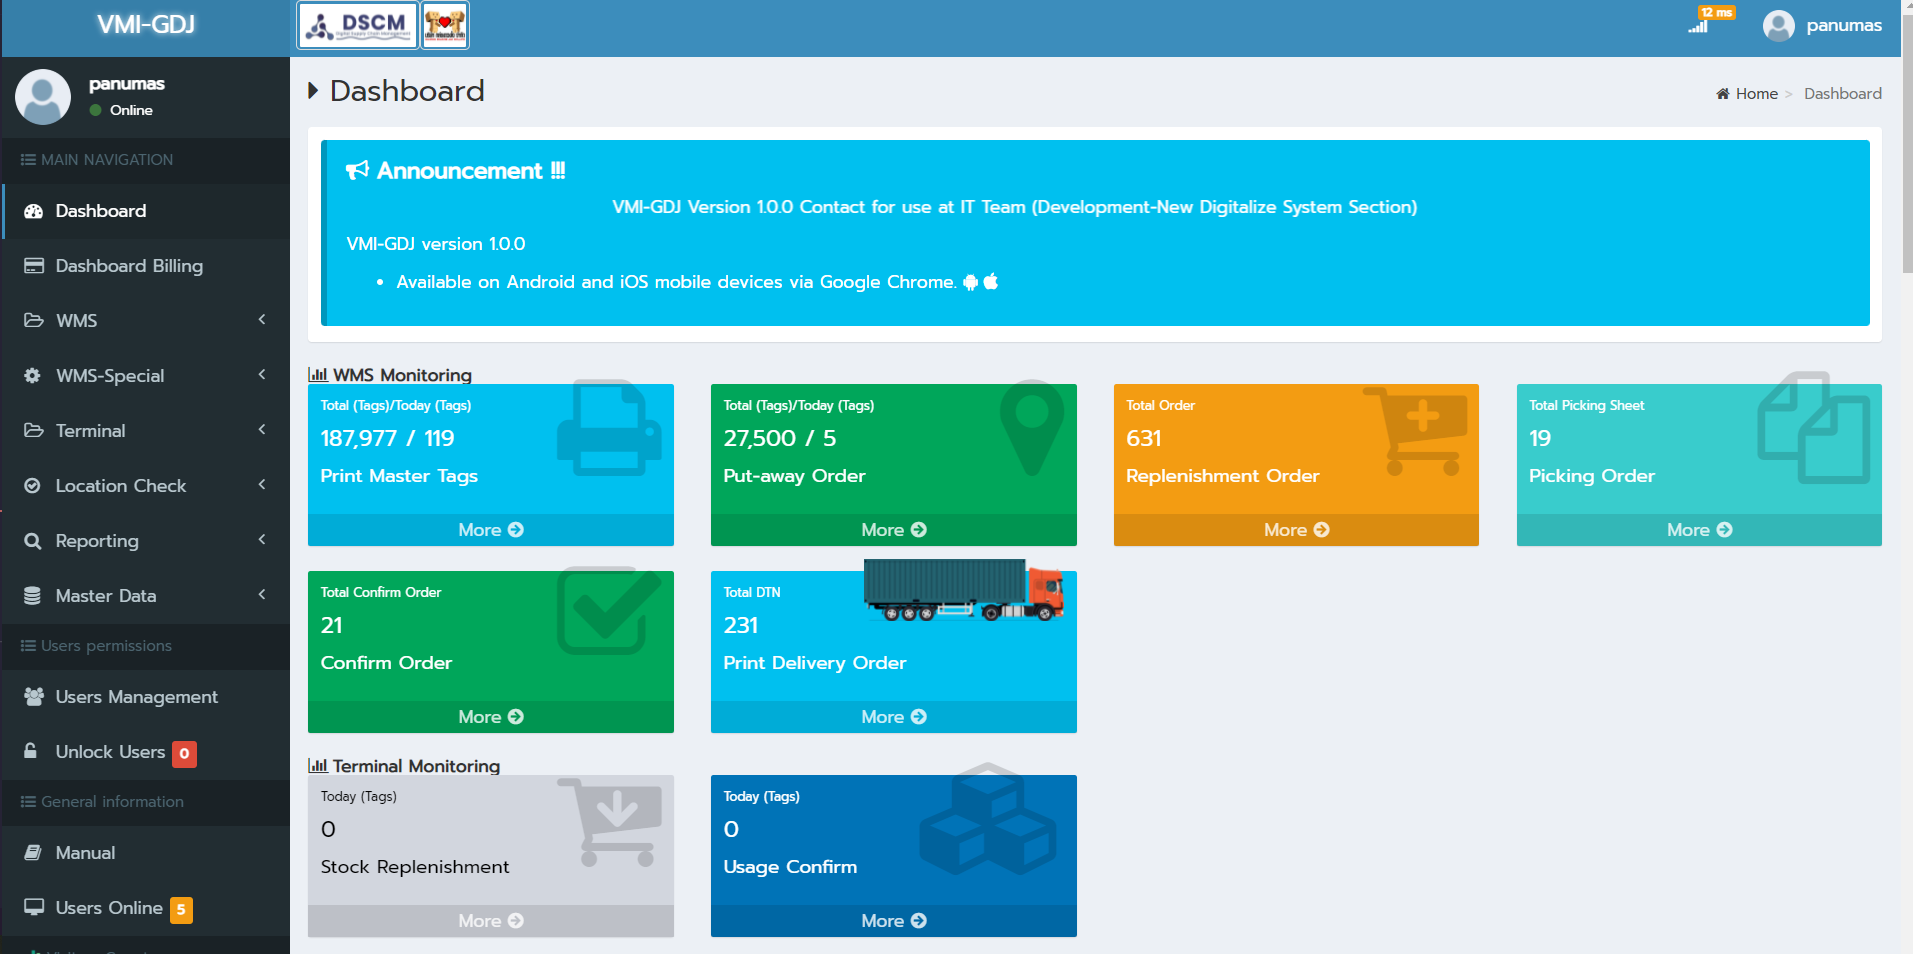 VMI-GDJ
DSCM
Digital Supply Chain Management
12 ms
panumas
panumas
Online
MAIN NAVIGATION
Dashboard
Dashboard Billing
WMS
WMS-Special
Terminal
Location Check
Reporting
Master Data
Users permissions
Users Management
Unlock Users 0
General information
Manual
Users Online 5
Dashboard
Home > Dashboard
Announcement !!!
VMI-GDJ Version 1.0.0 Contact for use at IT Team (Development-New Digitalize System Section)
VMI-GDJ version 1.0.0
• Available on Android and iOS mobile devices via Google Chrome.
WMS Monitoring
Total (Tags)/Today (Tags)
187,977 / 119
Print Master Tags
More
Total (Tags)/Today (Tags)
27,500 / 5
Put-away Order
More
Total Order
631
Replenishment Order
More
Total Picking Sheet
19
Picking Order
More
Total Confirm Order
21
Confirm Order
More
Total DTN
231
Print Delivery Order
More
Terminal Monitoring
Today (Tags)
0
Stock Replenishment
More
Today (Tags)
0
Usage Confirm
More